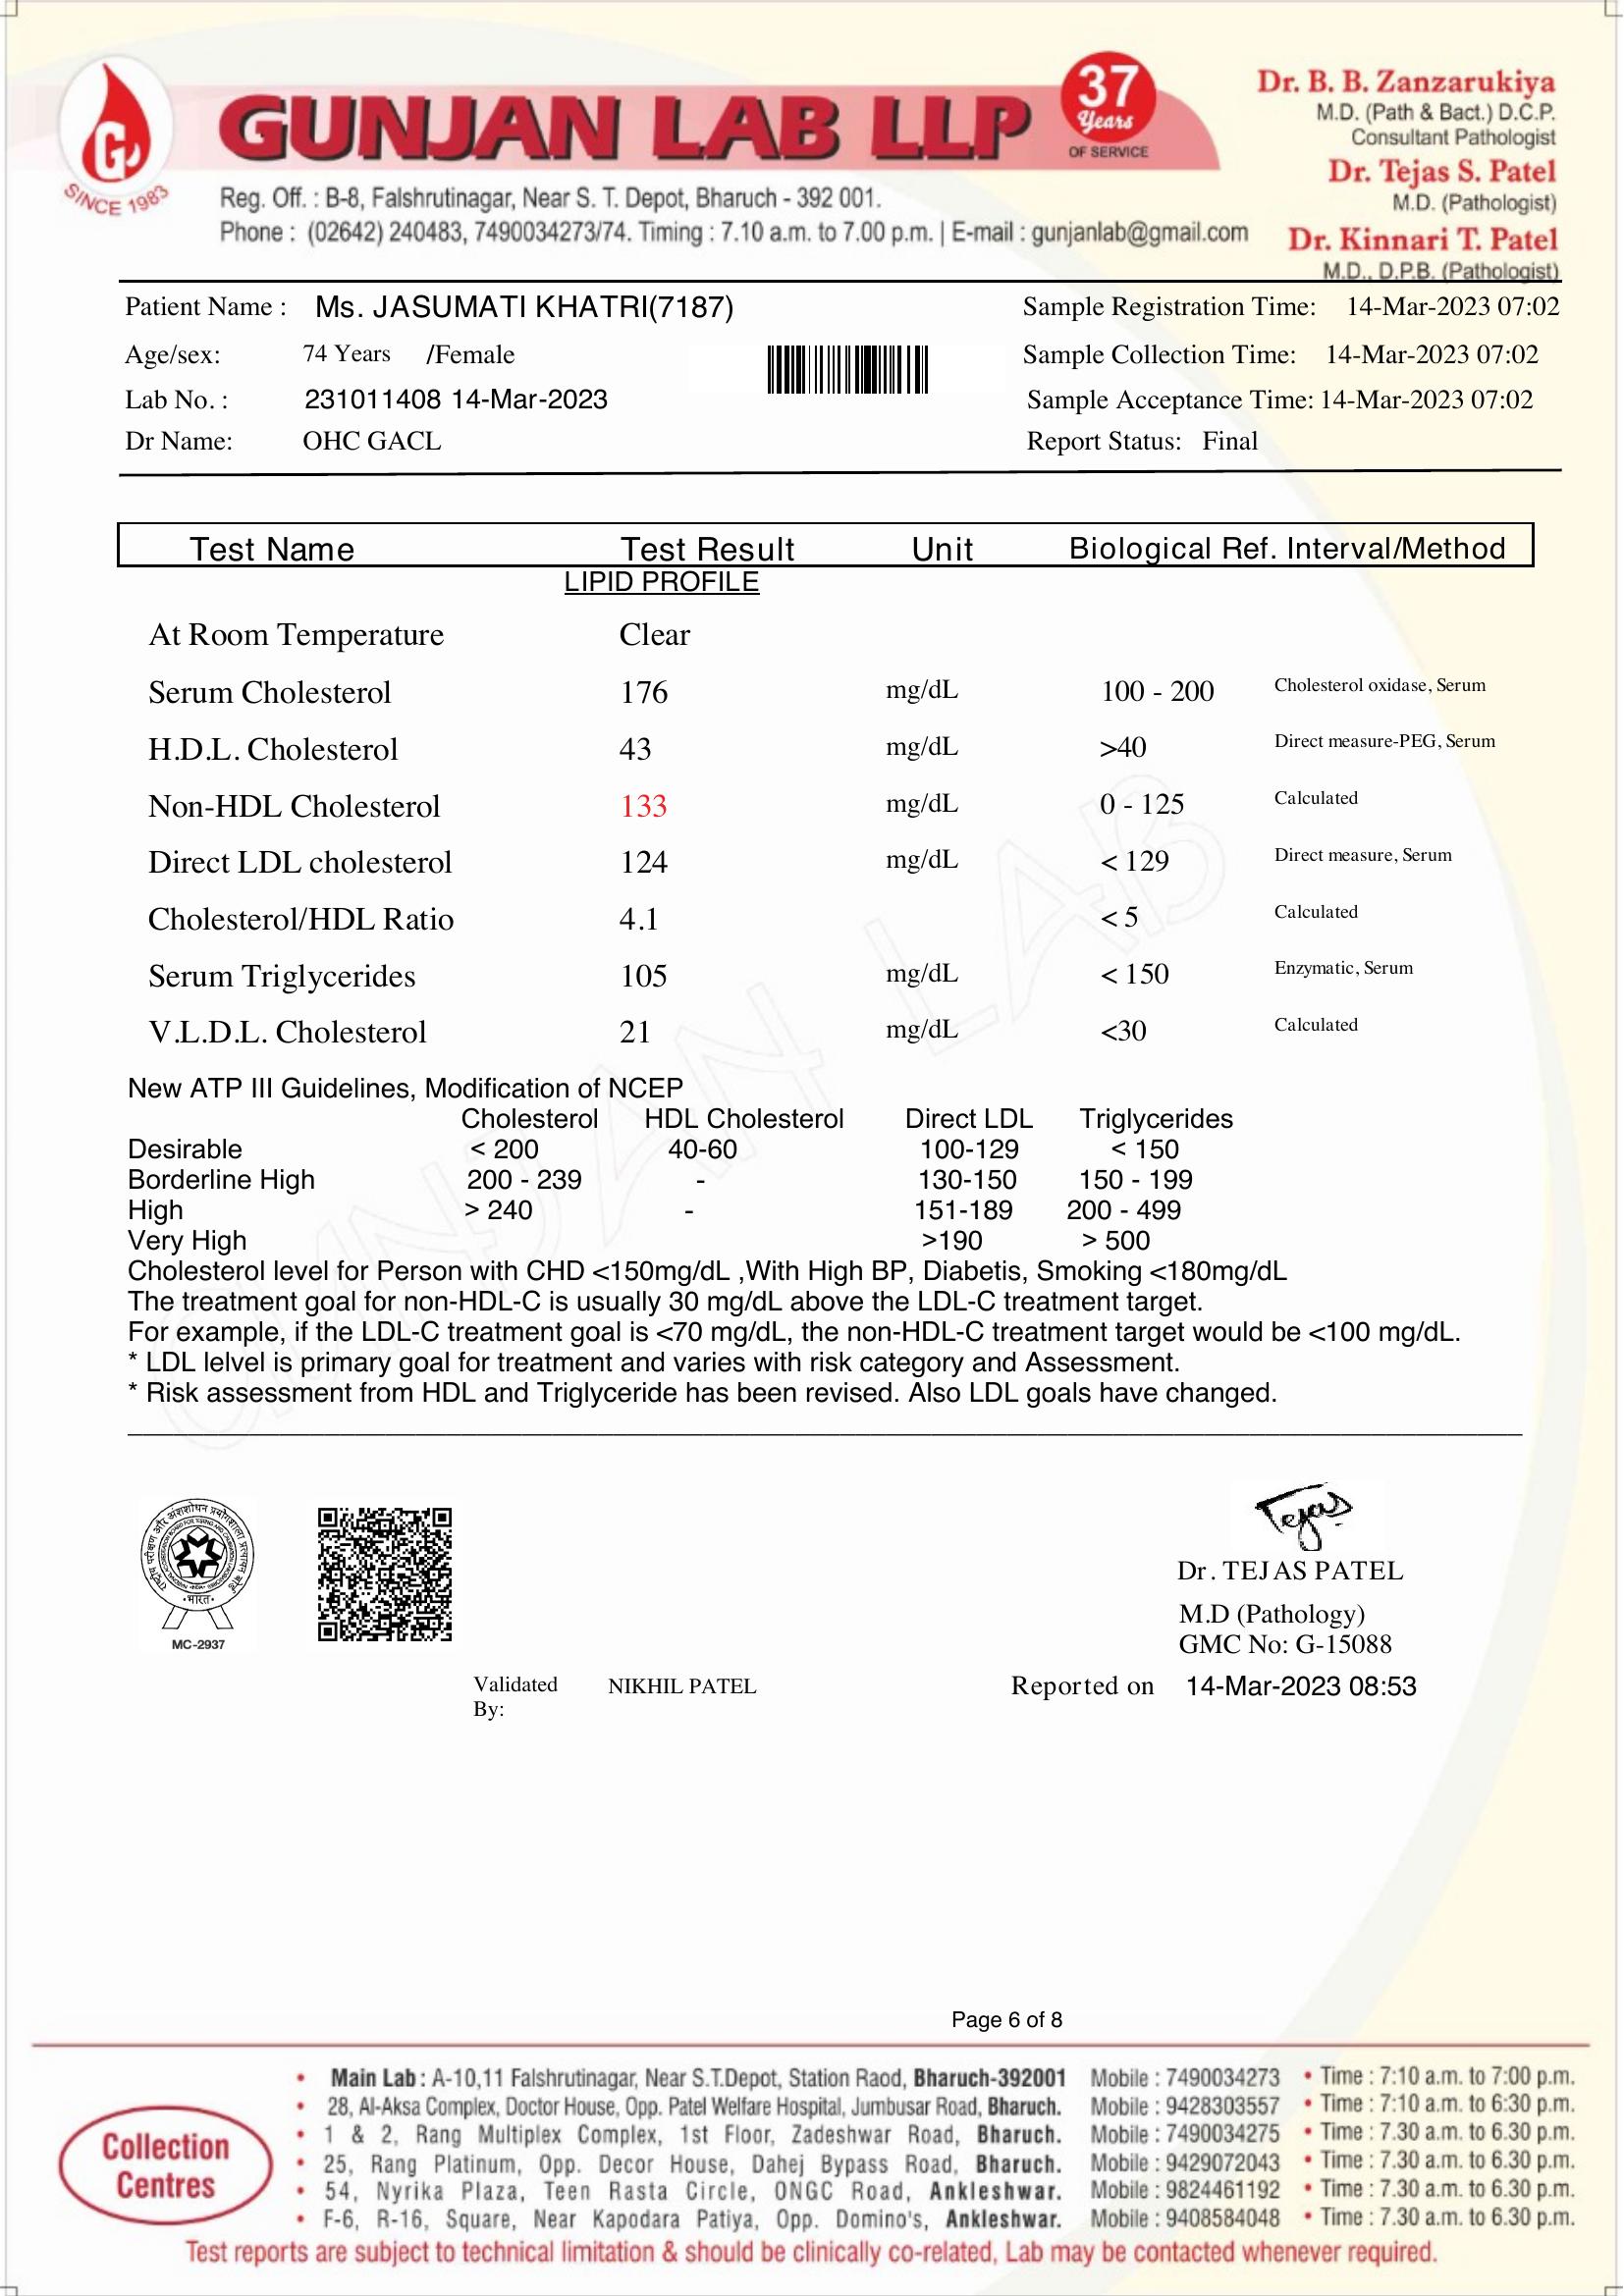 G
SINCE 1983
GUNJAN LAB LLP
37
Years
OF SERVICE
Reg. Off. : B-8, Falshrutinagar, Near S. T. Depot, Bharuch - 392 001.
Phone : (02642) 240483, 7490034273/74. Timing : 7.10 a.m. to 7.00 p.m. | E-mail : gunjanlab@gmail.com
Dr. B. B. Zanzarukiya
M.D. (Path & Bact.) D.C.P.
Consultant Pathologist
Dr. Tejas S. Patel
M.D. (Pathologist)
Dr. Kinnari T. Patel
M.D., D.P.B. (Pathologist)
Patient Name : Ms. JASUMATI KHATRI(7187) Sample Registration Time: 14-Mar-2023 07:02
Age/sex: 74 Years /Female Sample Collection Time: 14-Mar-2023 07:02
Lab No. : 231011408 14-Mar-2023 Sample Acceptance Time: 14-Mar-2023 07:02
Dr Name: OHC GACL Report Status: Final
Test Name Test Result Unit Biological Ref. Interval/Method
LIPID PROFILE
At Room Temperature Clear
Serum Cholesterol 176 mg/dL 100 - 200 Cholesterol oxidase, Serum
H.D.L. Cholesterol 43 mg/dL >40 Direct measure-PEG, Serum
Non-HDL Cholesterol 133 mg/dL 0 - 125 Calculated
Direct LDL cholesterol 124 mg/dL < 129 Direct measure, Serum
Cholesterol/HDL Ratio 4.1 < 5 Calculated
Serum Triglycerides 105 mg/dL < 150 Enzymatic, Serum
V.L.D.L. Cholesterol 21 mg/dL <30 Calculated
GUNJAN LAB
New ATP III Guidelines, Modification of NCEP
Cholesterol HDL Cholesterol Direct LDL Triglycerides
Desirable < 200 40-60 100-129 < 150
Borderline High 200 - 239 - 130-150 150 - 199
High > 240 - 151-189 200 - 499
Very High >190 > 500
Cholesterol level for Person with CHD <150mg/dL ,With High BP, Diabetis, Smoking <180mg/dL
The treatment goal for non-HDL-C is usually 30 mg/dL above the LDL-C treatment target.
For example, if the LDL-C treatment goal is <70 mg/dL, the non-HDL-C treatment target would be <100 mg/dL.
* LDL lelvel is primary goal for treatment and varies with risk category and Assessment.
* Risk assessment from HDL and Triglyceride has been revised. Also LDL goals have changed.
भारत
MC-2937
Tejas
Dr. TEJAS PATEL
M.D (Pathology)
GMC No: G-15088
Validated By: NIKHIL PATEL Reported on 14-Mar-2023 08:53
Page 6 of 8
Collection Centres
• Main Lab : A-10,11 Falshrutinagar, Near S.T.Depot, Station Raod, Bharuch-392001 Mobile : 7490034273 • Time : 7:10 a.m. to 7:00 p.m.
• 28, Al-Aksa Complex, Doctor House, Opp. Patel Welfare Hospital, Jumbusar Road, Bharuch. Mobile : 9428303557 • Time : 7:10 a.m. to 6:30 p.m.
• 1 & 2, Rang Multiplex Complex, 1st Floor, Zadeshwar Road, Bharuch. Mobile : 7490034275 • Time : 7.30 a.m. to 6.30 p.m.
• 25, Rang Platinum, Opp. Decor House, Dahej Bypass Road, Bharuch. Mobile : 9429072043 • Time : 7.30 a.m. to 6.30 p.m.
• 54, Nyrika Plaza, Teen Rasta Circle, ONGC Road, Ankleshwar. Mobile : 9824461192 • Time : 7.30 a.m. to 6.30 p.m.
• F-6, R-16, Square, Near Kapodara Patiya, Opp. Domino's, Ankleshwar. Mobile : 9408584048 • Time : 7.30 a.m. to 6.30 p.m.
Test reports are subject to technical limitation & should be clinically co-related, Lab may be contacted whenever required.